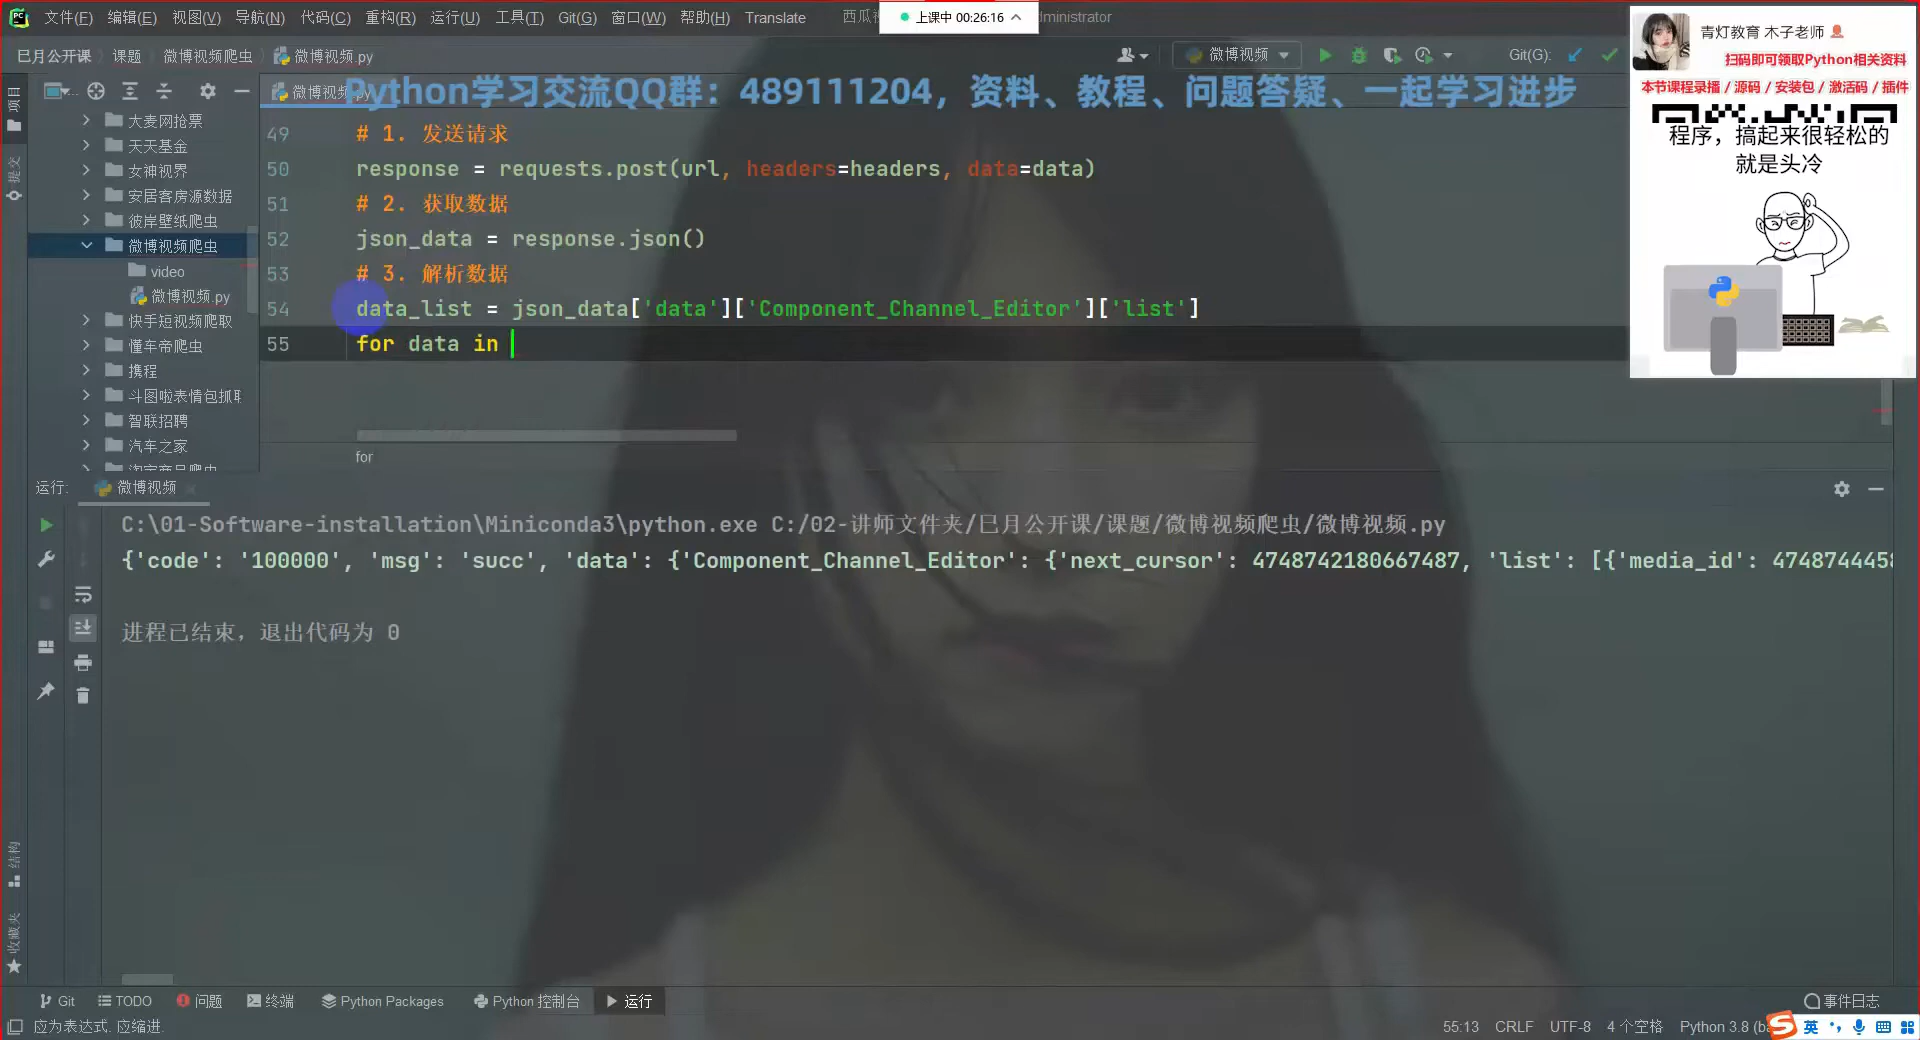 文件(F) 编辑(E) 视图(V) 导航(N) 代码(C) 重构(R) 运行(U) 工具(T) Git(G) 窗口(W) 帮助(H) Translate
上课中 00:26:16
巳月公开课 课题 微博视频爬虫 微博视频.py
微博视频
Git(G):
Python学习交流QQ群：489111204，资料、教程、问题答疑、一起学习进步
青灯教育 木子老师
扫码即可领取Python相关资料
本节课程录播 / 源码 / 安装包 / 激活码 / 插件
程序，搞起来很轻松的
就是头冷
项目
提交
大麦网抢票
天天基金
女神视界
安居客房源数据
彼岸壁纸爬虫
微博视频爬虫
video
微博视频.py
快手短视频爬取
懂车帝爬虫
携程
斗图啦表情包抓取
智联招聘
汽车之家
49 # 1. 发送请求
50 response = requests.post(url, headers=headers, data=data)
51 # 2. 获取数据
52 json_data = response.json()
53 # 3. 解析数据
54 data_list = json_data['data']['Component_Channel_Editor']['list']
55 for data in
for
运行: 微博视频
C:\01-Software-installation\Miniconda3\python.exe C:/02-讲师文件夹/巳月公开课/课题/微博视频爬虫/微博视频.py
{'code': '100000', 'msg': 'succ', 'data': {'Component_Channel_Editor': {'next_cursor': 4748742180667487, 'list': [{'media_id': 4748744458
进程已结束，退出代码为 0
结构
收藏夹
Git TODO 问题 终端 Python Packages Python 控制台 运行
事件日志
应为表达式. 应缩进.
55:13 CRLF UTF-8 4 个空格 Python 3.8
英